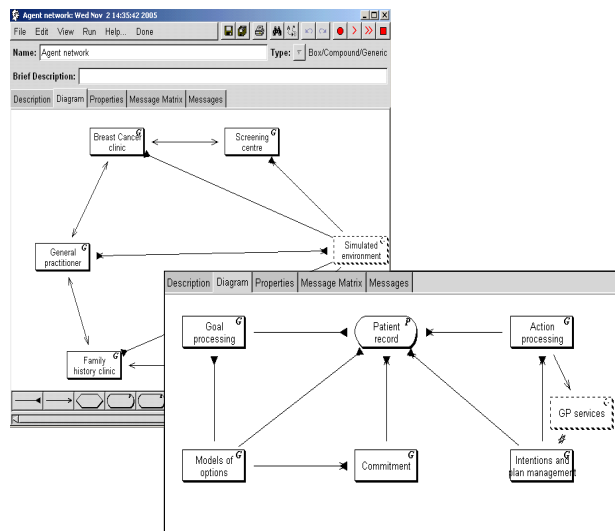 Agent network: Wed Nov 2 14:35:42 2005
File Edit View Run Help... Done
Name: Agent network Type: Box/Compound/Generic
Brief Description:
Description Diagram Properties Message Matrix Messages
Breast Cancer
clinic
G
Screening
centre
G
General
practitioner
G
Simulated
environment
C
Family
history clinic
G
Description Diagram Properties Message Matrix Messages
Goal
processing
G
Patient
record
P
Action
processing
G
GP services
C
Models of
options
G
Commitment
G
Intentions and
plan management
G